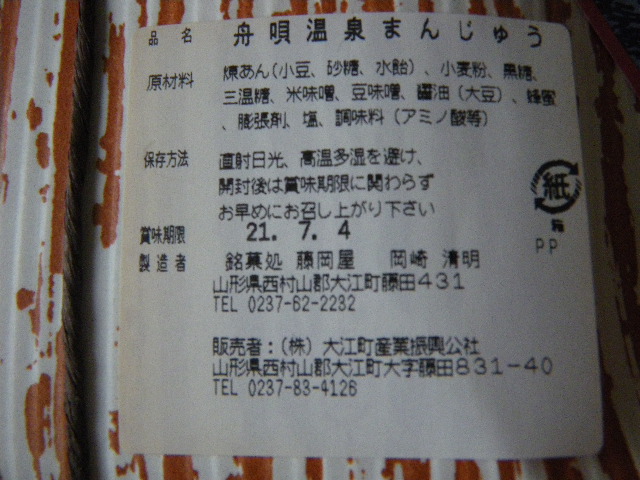 品名 舟唄温泉まんじゅう
原材料 煉あん(小豆、砂糖、水飴)、小麦粉、黒糖、
三温糖、米味噌、豆味噌、醤油(大豆)、蜂蜜
、膨張剤、塩、調味料(アミノ酸等)
保存方法 直射日光、高温多湿を避け、
開封後は賞味期限に関わらず
お早めにお召し上がり下さい
賞味期限 21. 7. 4
製造者 銘菓処 藤岡屋 岡崎 清明
山形県西村山郡大江町藤田431
TEL 0237-62-2232
販売者:(株)大江町産業振興公社
山形県西村山郡大江町大字藤田831-40
TEL 0237-83-4126
紙
箱
PP